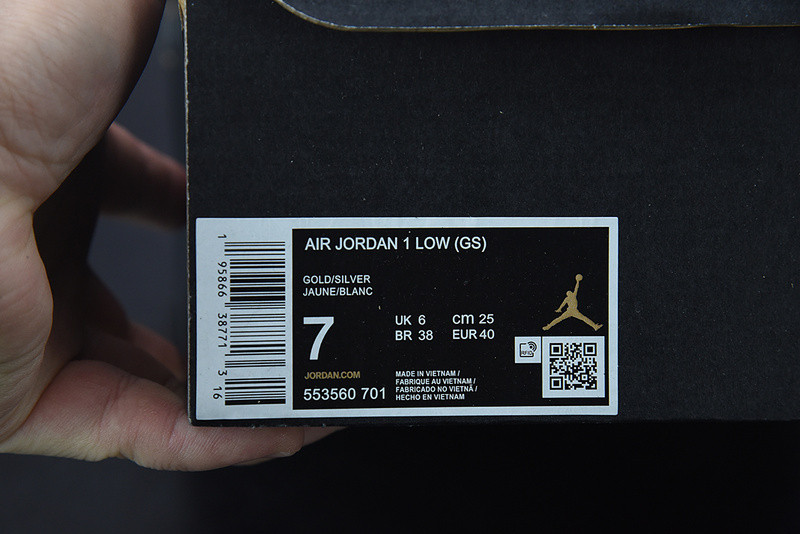 AIR JORDAN 1 LOW (GS)
GOLD/SILVER
JAUNE/BLANC
7
UK 6 cm 25
BR 38 EUR 40
JORDAN.COM
553560 701
MADE IN VIETNAM /
FABRIQUE AU VIETNAM /
FABRICADO NO VIETNÃ /
HECHO EN VIETNAM
RFID
1 95866 38771 3 16